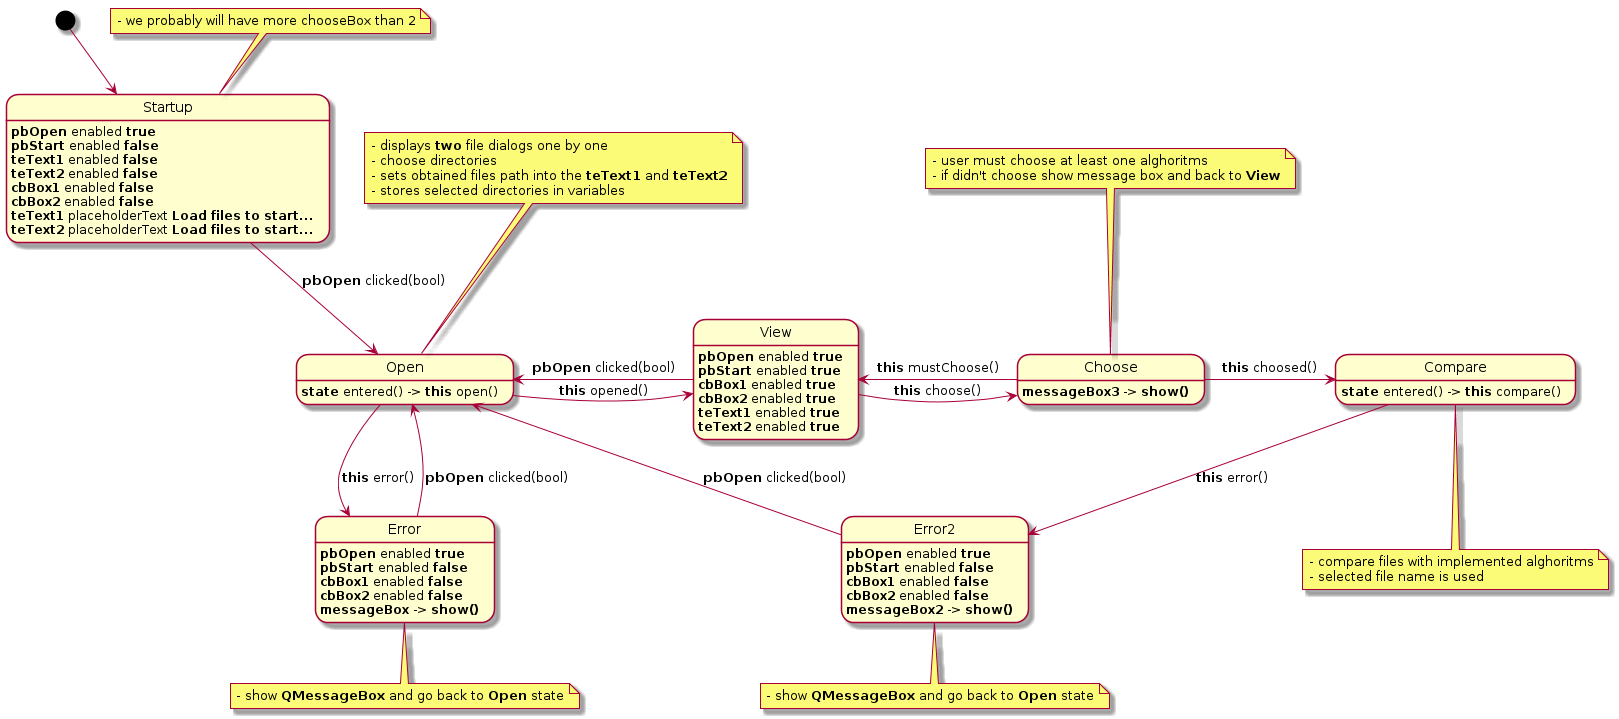 - we probably will have more chooseBox than 2
Startup
pbOpen enabled true
pbStart enabled false
teText1 enabled false
teText2 enabled false
cbBox1 enabled false
cbBox2 enabled false
teText1 placeholderText Load files to start...
teText2 placeholderText Load files to start...
- displays two file dialogs one by one
- choose directories
- sets obtained files path into the teText1 and teText2
- stores selected directories in variables
- user must choose at least one alghoritms
- if didn't choose show message box and back to View
pbOpen clicked(bool)
Open
state entered() -> this open()
pbOpen clicked(bool)
this opened()
View
pbOpen enabled true
pbStart enabled true
cbBox1 enabled true
cbBox2 enabled true
teText1 enabled true
teText2 enabled true
this mustChoose()
this choose()
Choose
messageBox3 -> show()
this choosed()
Compare
state entered() -> this compare()
this error()
pbOpen clicked(bool)
pbOpen clicked(bool)
this error()
Error
pbOpen enabled true
pbStart enabled false
cbBox1 enabled false
cbBox2 enabled false
messageBox -> show()
Error2
pbOpen enabled true
pbStart enabled false
cbBox1 enabled false
cbBox2 enabled false
messageBox2 -> show()
- compare files with implemented alghoritms
- selected file name is used
- show QMessageBox and go back to Open state
- show QMessageBox and go back to Open state